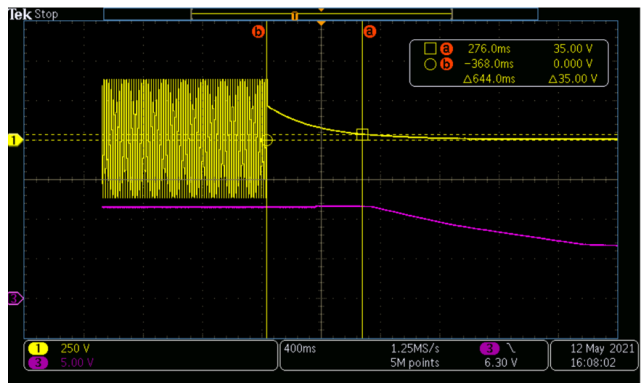 Tek Stop
T
b a
a 276.0ms 35.00 V
b −368.0ms 0.000 V
Δ644.0ms Δ35.00 V
1
3
1 250 V
3 5.00 V
400ms
1.25MS/s
5M points
3 \
6.30 V
12 May 2021
16:08:02